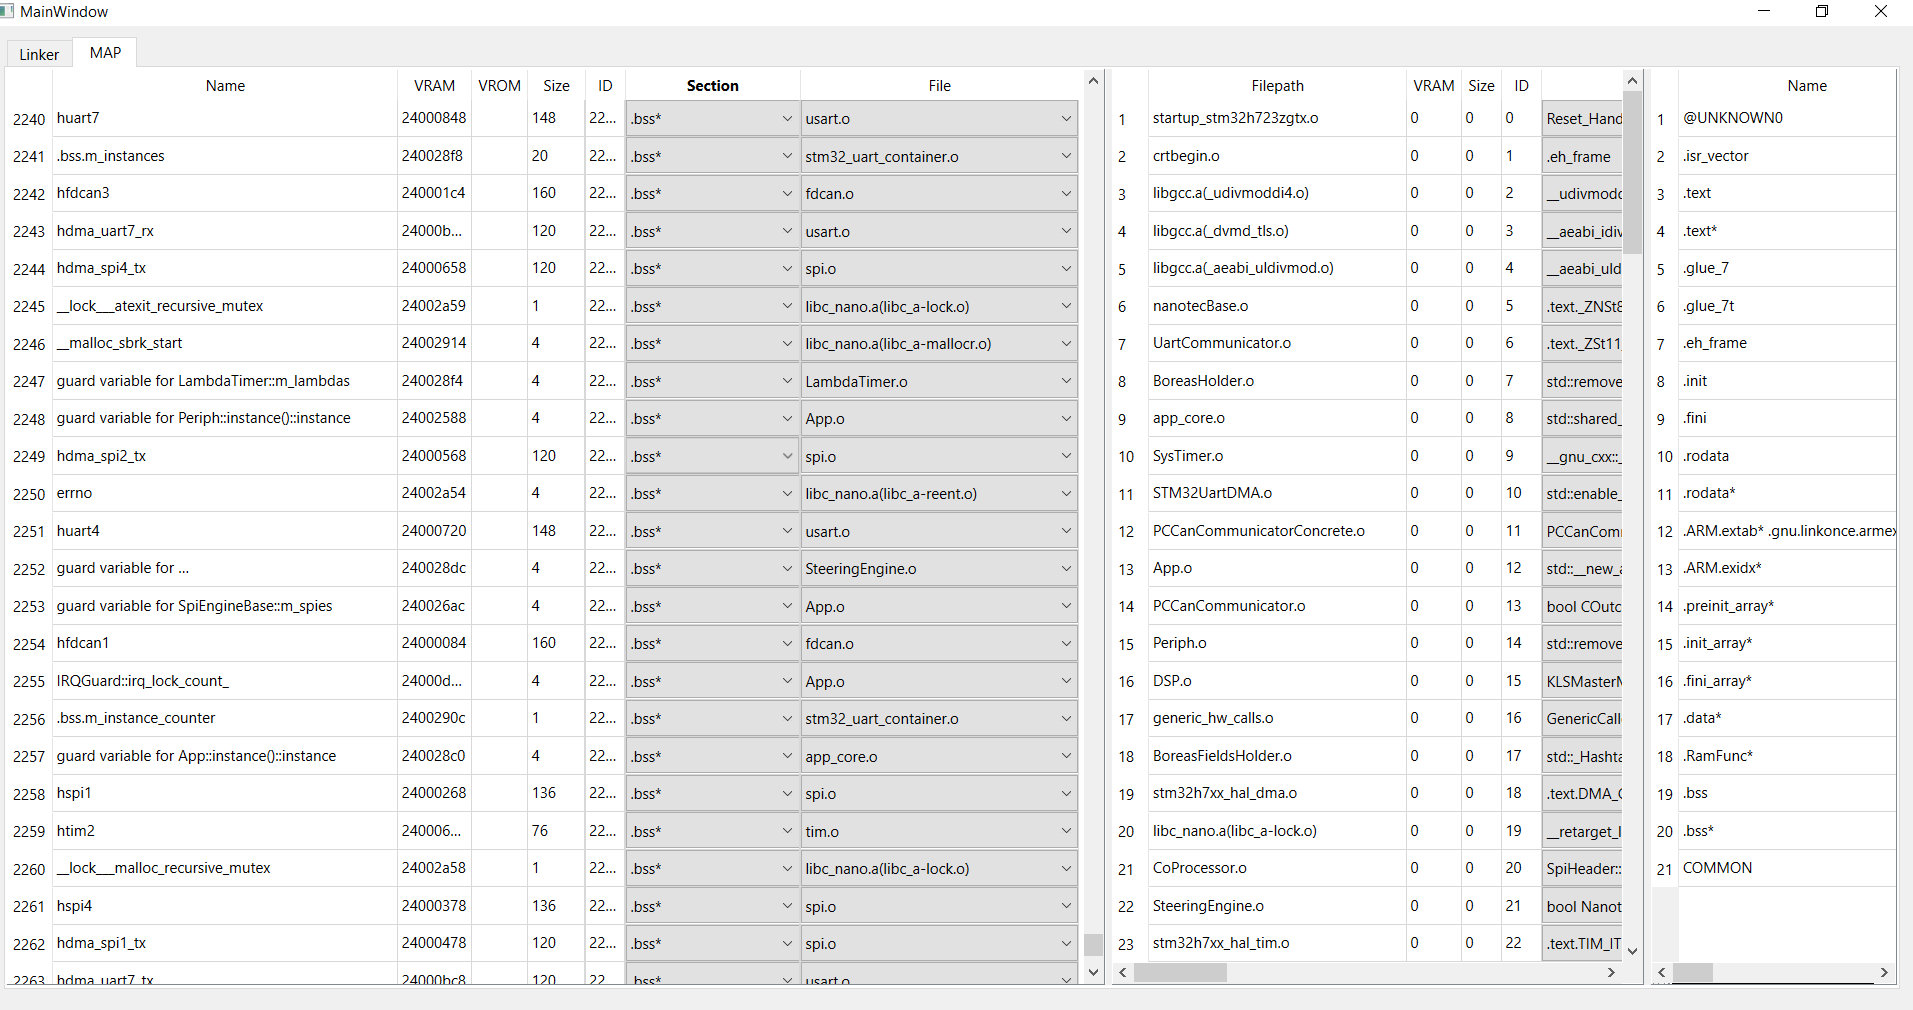 MainWindow
Linker MAP
Name VRAM VROM Size ID Section File
2240 huart7 24000848 148 22... .bss* usart.o
2241 .bss.m_instances 240028f8 20 22... .bss* stm32_uart_container.o
2242 hfdcan3 240001c4 160 22... .bss* fdcan.o
2243 hdma_uart7_rx 24000b... 120 22... .bss* usart.o
2244 hdma_spi4_tx 24000658 120 22... .bss* spi.o
2245 __lock___atexit_recursive_mutex 24002a59 1 22... .bss* libc_nano.a(libc_a-lock.o)
2246 __malloc_sbrk_start 24002914 4 22... .bss* libc_nano.a(libc_a-mallocr.o)
2247 guard variable for LambdaTimer::m_lambdas 240028f4 4 22... .bss* LambdaTimer.o
2248 guard variable for Periph::instance()::instance 24002588 4 22... .bss* App.o
2249 hdma_spi2_tx 24000568 120 22... .bss* spi.o
2250 errno 24002a54 4 22... .bss* libc_nano.a(libc_a-reent.o)
2251 huart4 24000720 148 22... .bss* usart.o
2252 guard variable for ... 240028dc 4 22... .bss* SteeringEngine.o
2253 guard variable for SpiEngineBase::m_spies 240026ac 4 22... .bss* App.o
2254 hfdcan1 24000084 160 22... .bss* fdcan.o
2255 IRQGuard::irq_lock_count_ 24000d... 4 22... .bss* App.o
2256 .bss.m_instance_counter 2400290c 1 22... .bss* stm32_uart_container.o
2257 guard variable for App::instance()::instance 240028c0 4 22... .bss* app_core.o
2258 hspi1 24000268 136 22... .bss* spi.o
2259 htim2 240006... 76 22... .bss* tim.o
2260 __lock___malloc_recursive_mutex 24002a58 1 22... .bss* libc_nano.a(libc_a-lock.o)
2261 hspi4 24000378 136 22... .bss* spi.o
2262 hdma_spi1_tx 24000478 120 22... .bss* spi.o
2263 hdma_uart7_tx 24000bc8 120 22 .bss* usart.o
Filepath VRAM Size ID
1 startup_stm32h723zgtx.o 0 0 0 Reset_Hand
2 crtbegin.o 0 0 1 .eh_frame
3 libgcc.a(_udivmoddi4.o) 0 0 2 __udivmodd
4 libgcc.a(_dvmd_tls.o) 0 0 3 __aeabi_idiv
5 libgcc.a(_aeabi_uldivmod.o) 0 0 4 __aeabi_uld
6 nanotecBase.o 0 0 5 .text._ZNSt8
7 UartCommunicator.o 0 0 6 .text._ZSt11
8 BoreasHolder.o 0 0 7 std::remove
9 app_core.o 0 0 8 std::shared_
10 SysTimer.o 0 0 9 __gnu_cxx::_
11 STM32UartDMA.o 0 0 10 std::enable_
12 PCCanCommunicatorConcrete.o 0 0 11 PCCanCom
13 App.o 0 0 12 std::__new_a
14 PCCanCommunicator.o 0 0 13 bool COutc
15 Periph.o 0 0 14 std::remove
16 DSP.o 0 0 15 KLSMasterM
17 generic_hw_calls.o 0 0 16 GenericCall
18 BoreasFieldsHolder.o 0 0 17 std::_Hashta
19 stm32h7xx_hal_dma.o 0 0 18 .text.DMA_C
20 libc_nano.a(libc_a-lock.o) 0 0 19 __retarget_l
21 CoProcessor.o 0 0 20 SpiHeader::
22 SteeringEngine.o 0 0 21 bool Nanot
23 stm32h7xx_hal_tim.o 0 0 22 .text.TIM_IT
Name
1 @UNKNOWN0
2 .isr_vector
3 .text
4 .text*
5 .glue_7
6 .glue_7t
7 .eh_frame
8 .init
9 .fini
10 .rodata
11 .rodata*
12 .ARM.extab* .gnu.linkonce.armex
13 .ARM.exidx*
14 .preinit_array*
15 .init_array*
16 .fini_array*
17 .data*
18 .RamFunc*
19 .bss
20 .bss*
21 COMMON